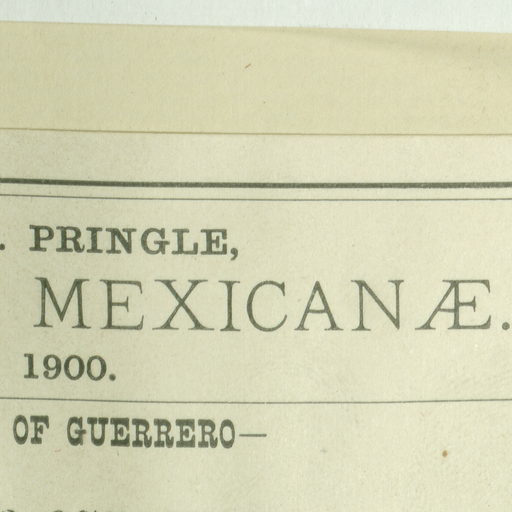 . PRINGLE,
MEXICANÆ.
1900.
OF GUERRERO—